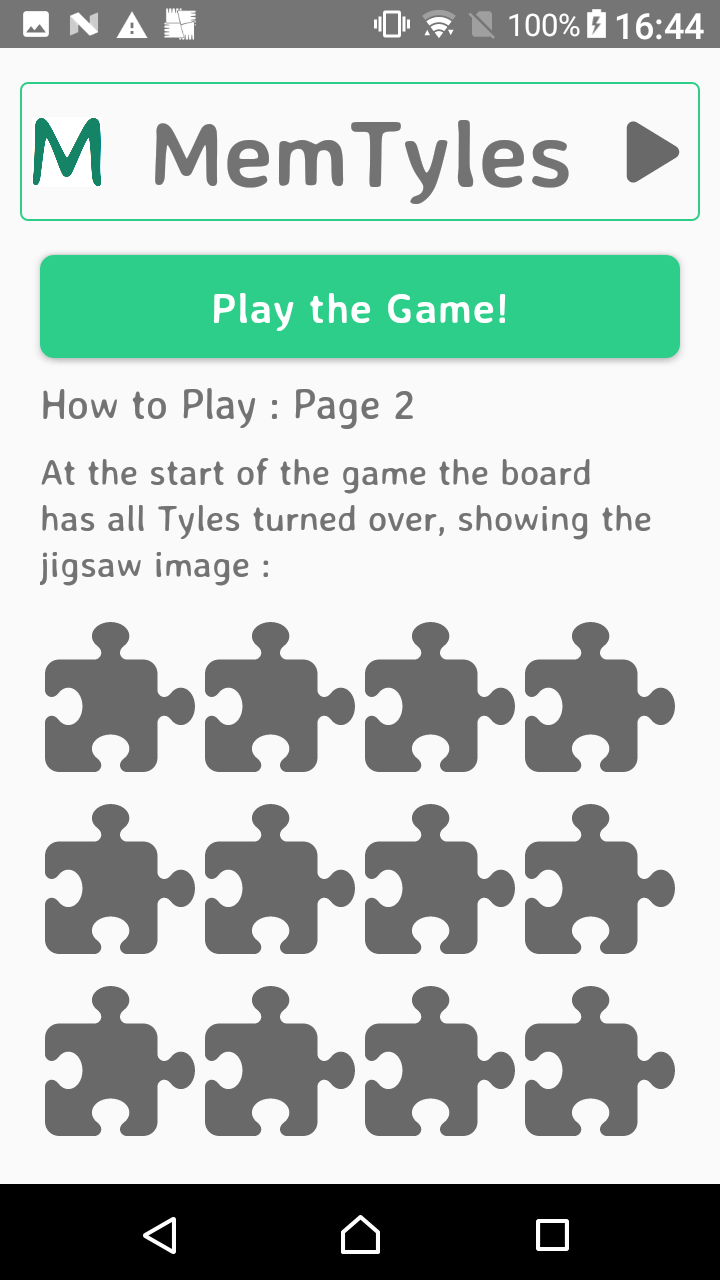 100% 16:44
M MemTyles
Play the Game!
How to Play : Page 2
At the start of the game the board
has all Tyles turned over, showing the
jigsaw image :